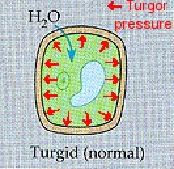 ← Turgor
pressure
H₂O
Turgid (normal)